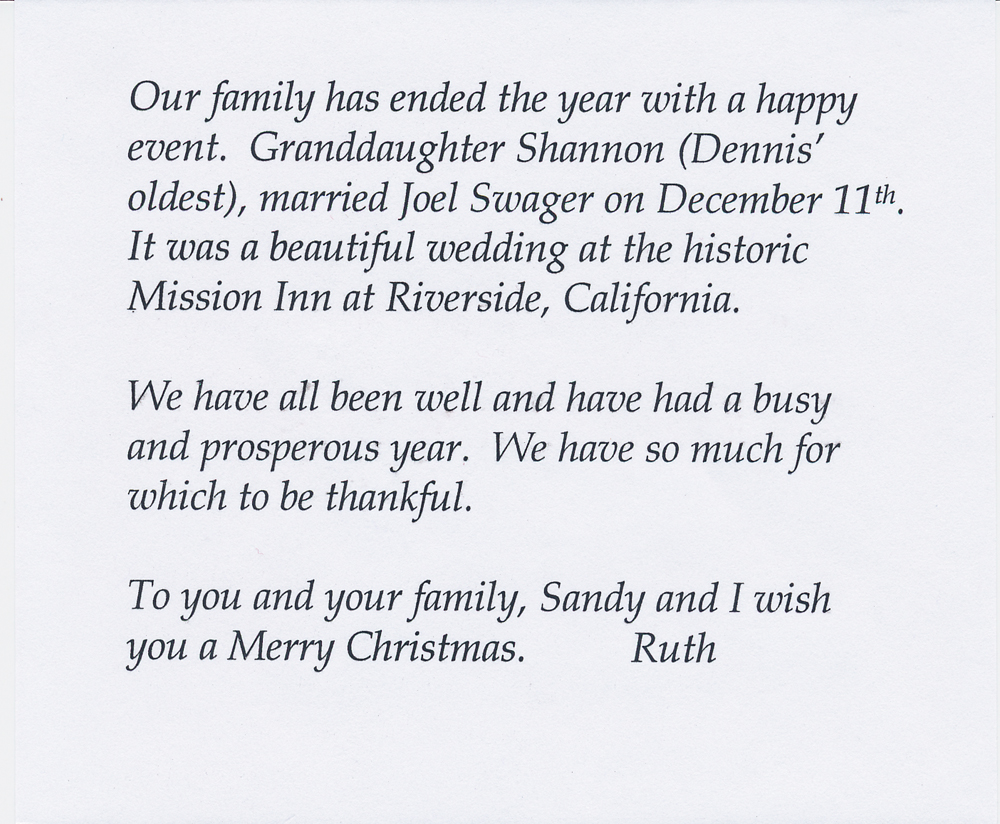 Our family has ended the year with a happy
event.  Granddaughter Shannon (Dennis’
oldest), married Joel Swager on December 11th.
It was a beautiful wedding at the historic
Mission Inn at Riverside, California.

We have all been well and have had a busy
and prosperous year.  We have so much for
which to be thankful.

To you and your family, Sandy and I wish
you a Merry Christmas.          Ruth